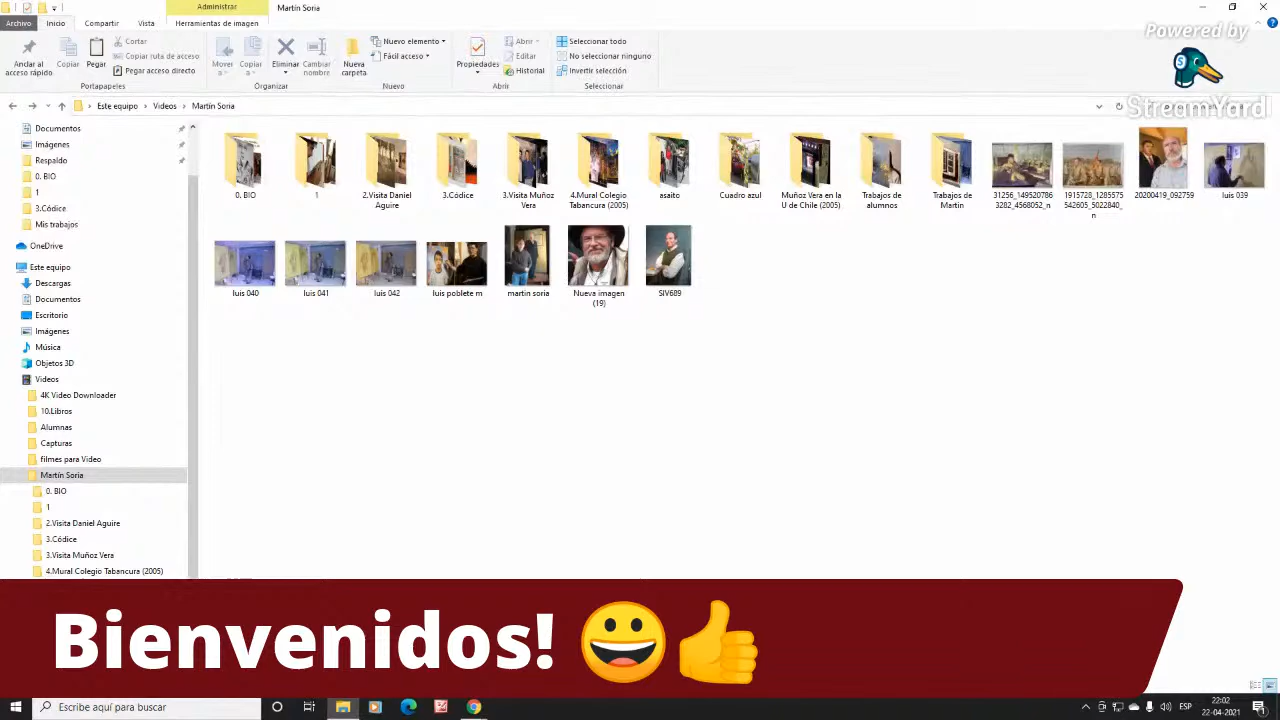 Administrar
Martín Soria
Archivo
Inicio
Compartir
Vista
Herramientas de imagen
Anclar al
acceso rápido
Copiar
Pegar
Cortar
Copiar ruta de acceso
Pegar acceso directo
Portapapeles
Mover
a
Copiar
a
Eliminar
Cambiar
nombre
Organizar
Nueva
carpeta
Nuevo elemento
Fácil acceso
Nuevo
Propiedades
Abrir
Editar
Historial
Abrir
Seleccionar todo
No seleccionar ninguno
Invertir selección
Seleccionar
Powered by
StreamYard
Este equipo
Videos
Martín Soria
Documentos
Imágenes
Respaldo
0. BIO
1
3.Códice
Mis trabajos
OneDrive
Este equipo
Descargas
Documentos
Escritorio
Imágenes
Música
Objetos 3D
Videos
4K Video Downloader
10.Libros
Alumnas
Capturas
filmes para Video
Martín Soria
0. BIO
1
2.Visita Daniel Aguire
3.Códice
3.Visita Muñoz Vera
4.Mural Colegio Tabancura (2005)
0. BIO
1
2.Visita Daniel
Aguire
3.Códice
3.Visita Muñoz
Vera
4.Mural Colegio
Tabancura (2005)
asaito
Cuadro azul
Muñoz Vera en la
U de Chile (2005)
Trabajos de
alumnos
Trabajos de
Martin
31256_149520786
3282_4568052_n
1915728_1285575
542605_5022840_
n
20200419_092759
luis 039
luis 040
luis 041
luis 042
luis poblete m
martin soria
Nueva imagen
(19)
SIV689
Bienvenidos! 😀👍
Escribe aquí para buscar
ESP
22:02
22-04-2021